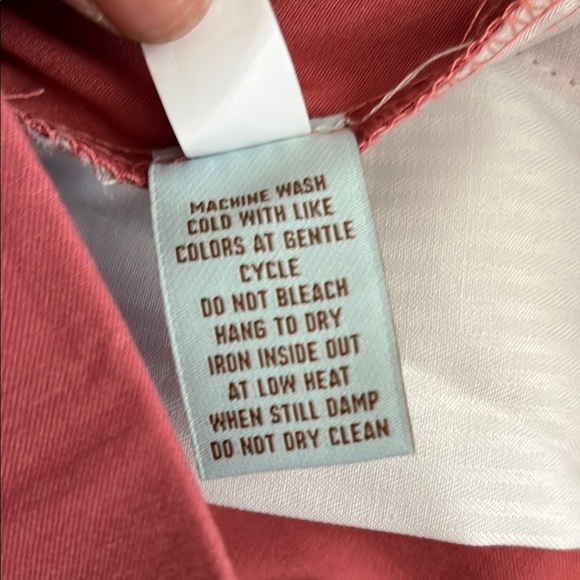 MACHINE WASH
COLD WITH LIKE
COLORS AT GENTLE
CYCLE
DO NOT BLEACH
HANG TO DRY
IRON INSIDE OUT
AT LOW HEAT
WHEN STILL DAMP
DO NOT DRY CLEAN